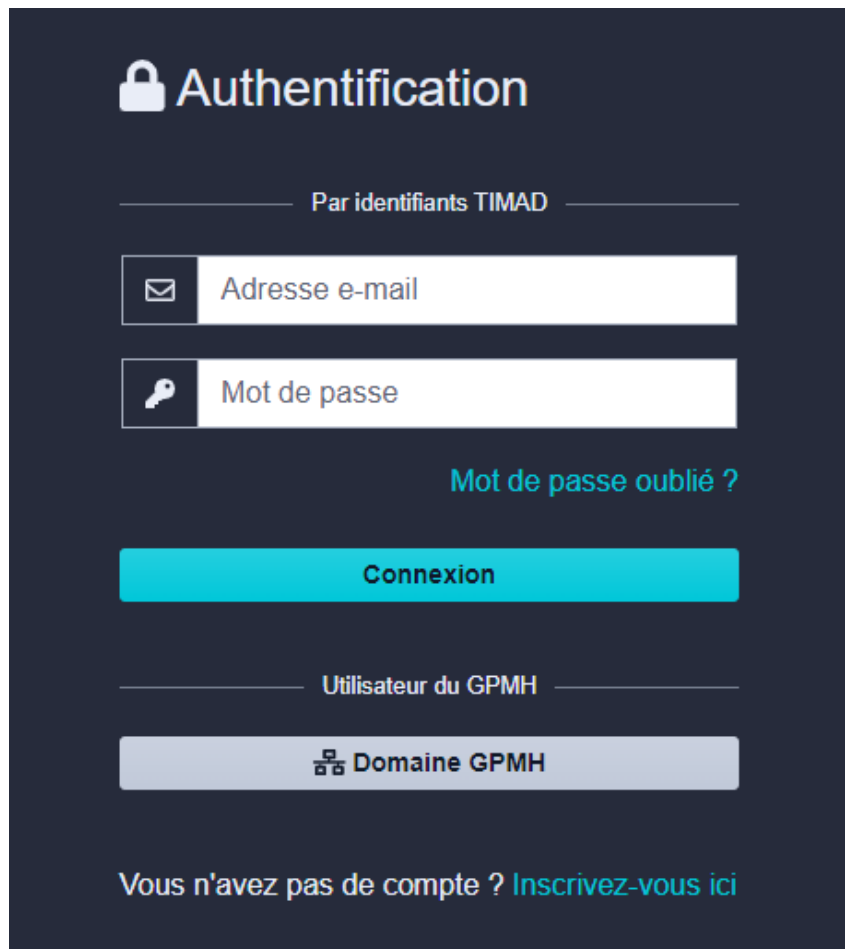 Authentification
Par identifiants TIMAD
Adresse e-mail
Mot de passe
Mot de passe oublié ?
Connexion
Utilisateur du GPMH
Domaine GPMH
Vous n'avez pas de compte ? Inscrivez-vous ici